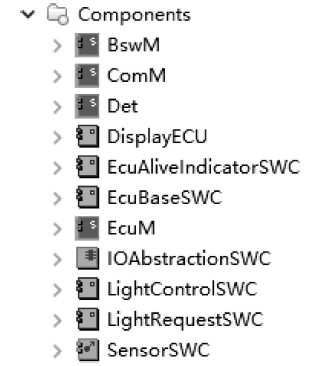 Components
BswM
ComM
Det
DisplayECU
EcuAliveIndicatorSWC
EcuBaseSWC
EcuM
IOAbstractionSWC
LightControlSWC
LightRequestSWC
SensorSWC